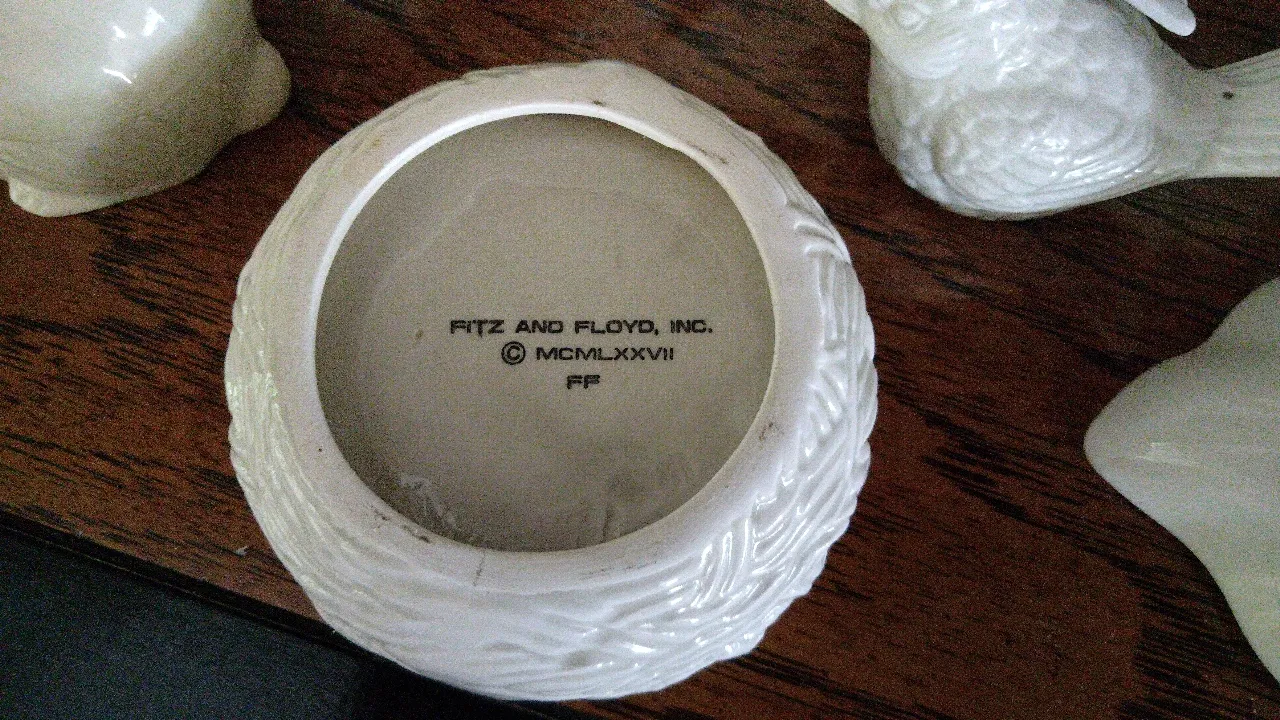 FITZ AND FLOYD, INC.
© MCMLXXVII
FF